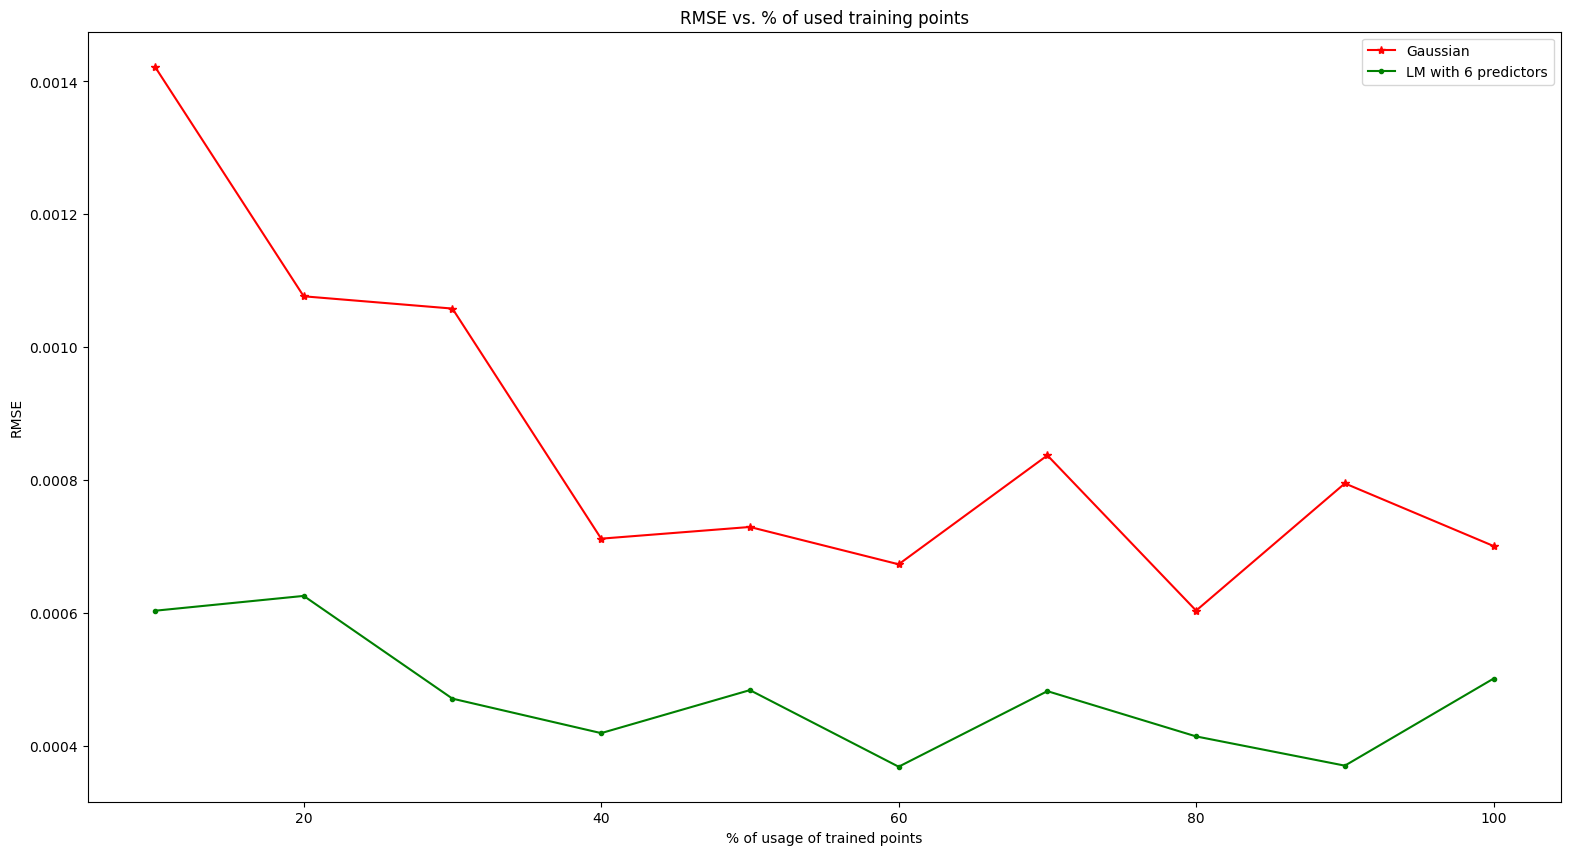 RMSE vs. % of used training points
Gaussian
LM with 6 predictors
0.0014
0.0012
0.0010
0.0008
0.0006
0.0004
RMSE
20 40 60 80 100
% of usage of trained points